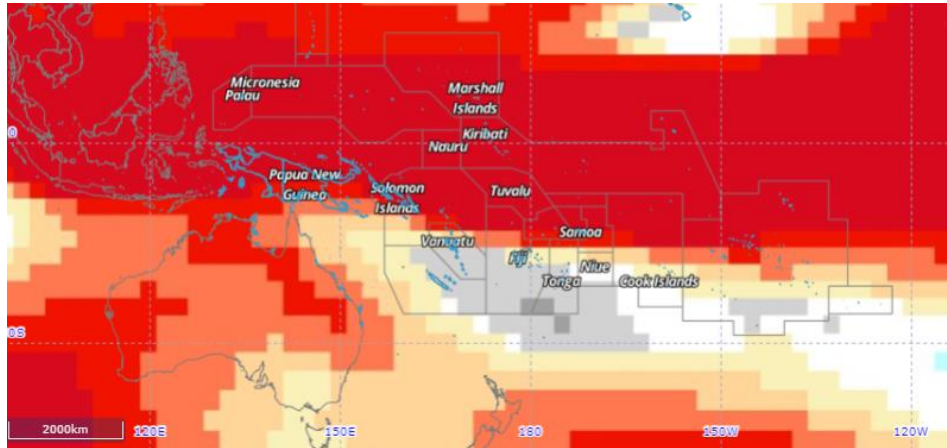 Micronesia
Palau
Marshall
Islands
0
Kiribati
Nauru
Papua New
Guinea
Solomon
Islands
Tuvalu
Samoa
Vanuatu
Fiji
Niue
Tonga
Cook Islands
0S
2000km
120E
150E
180
150W
120W